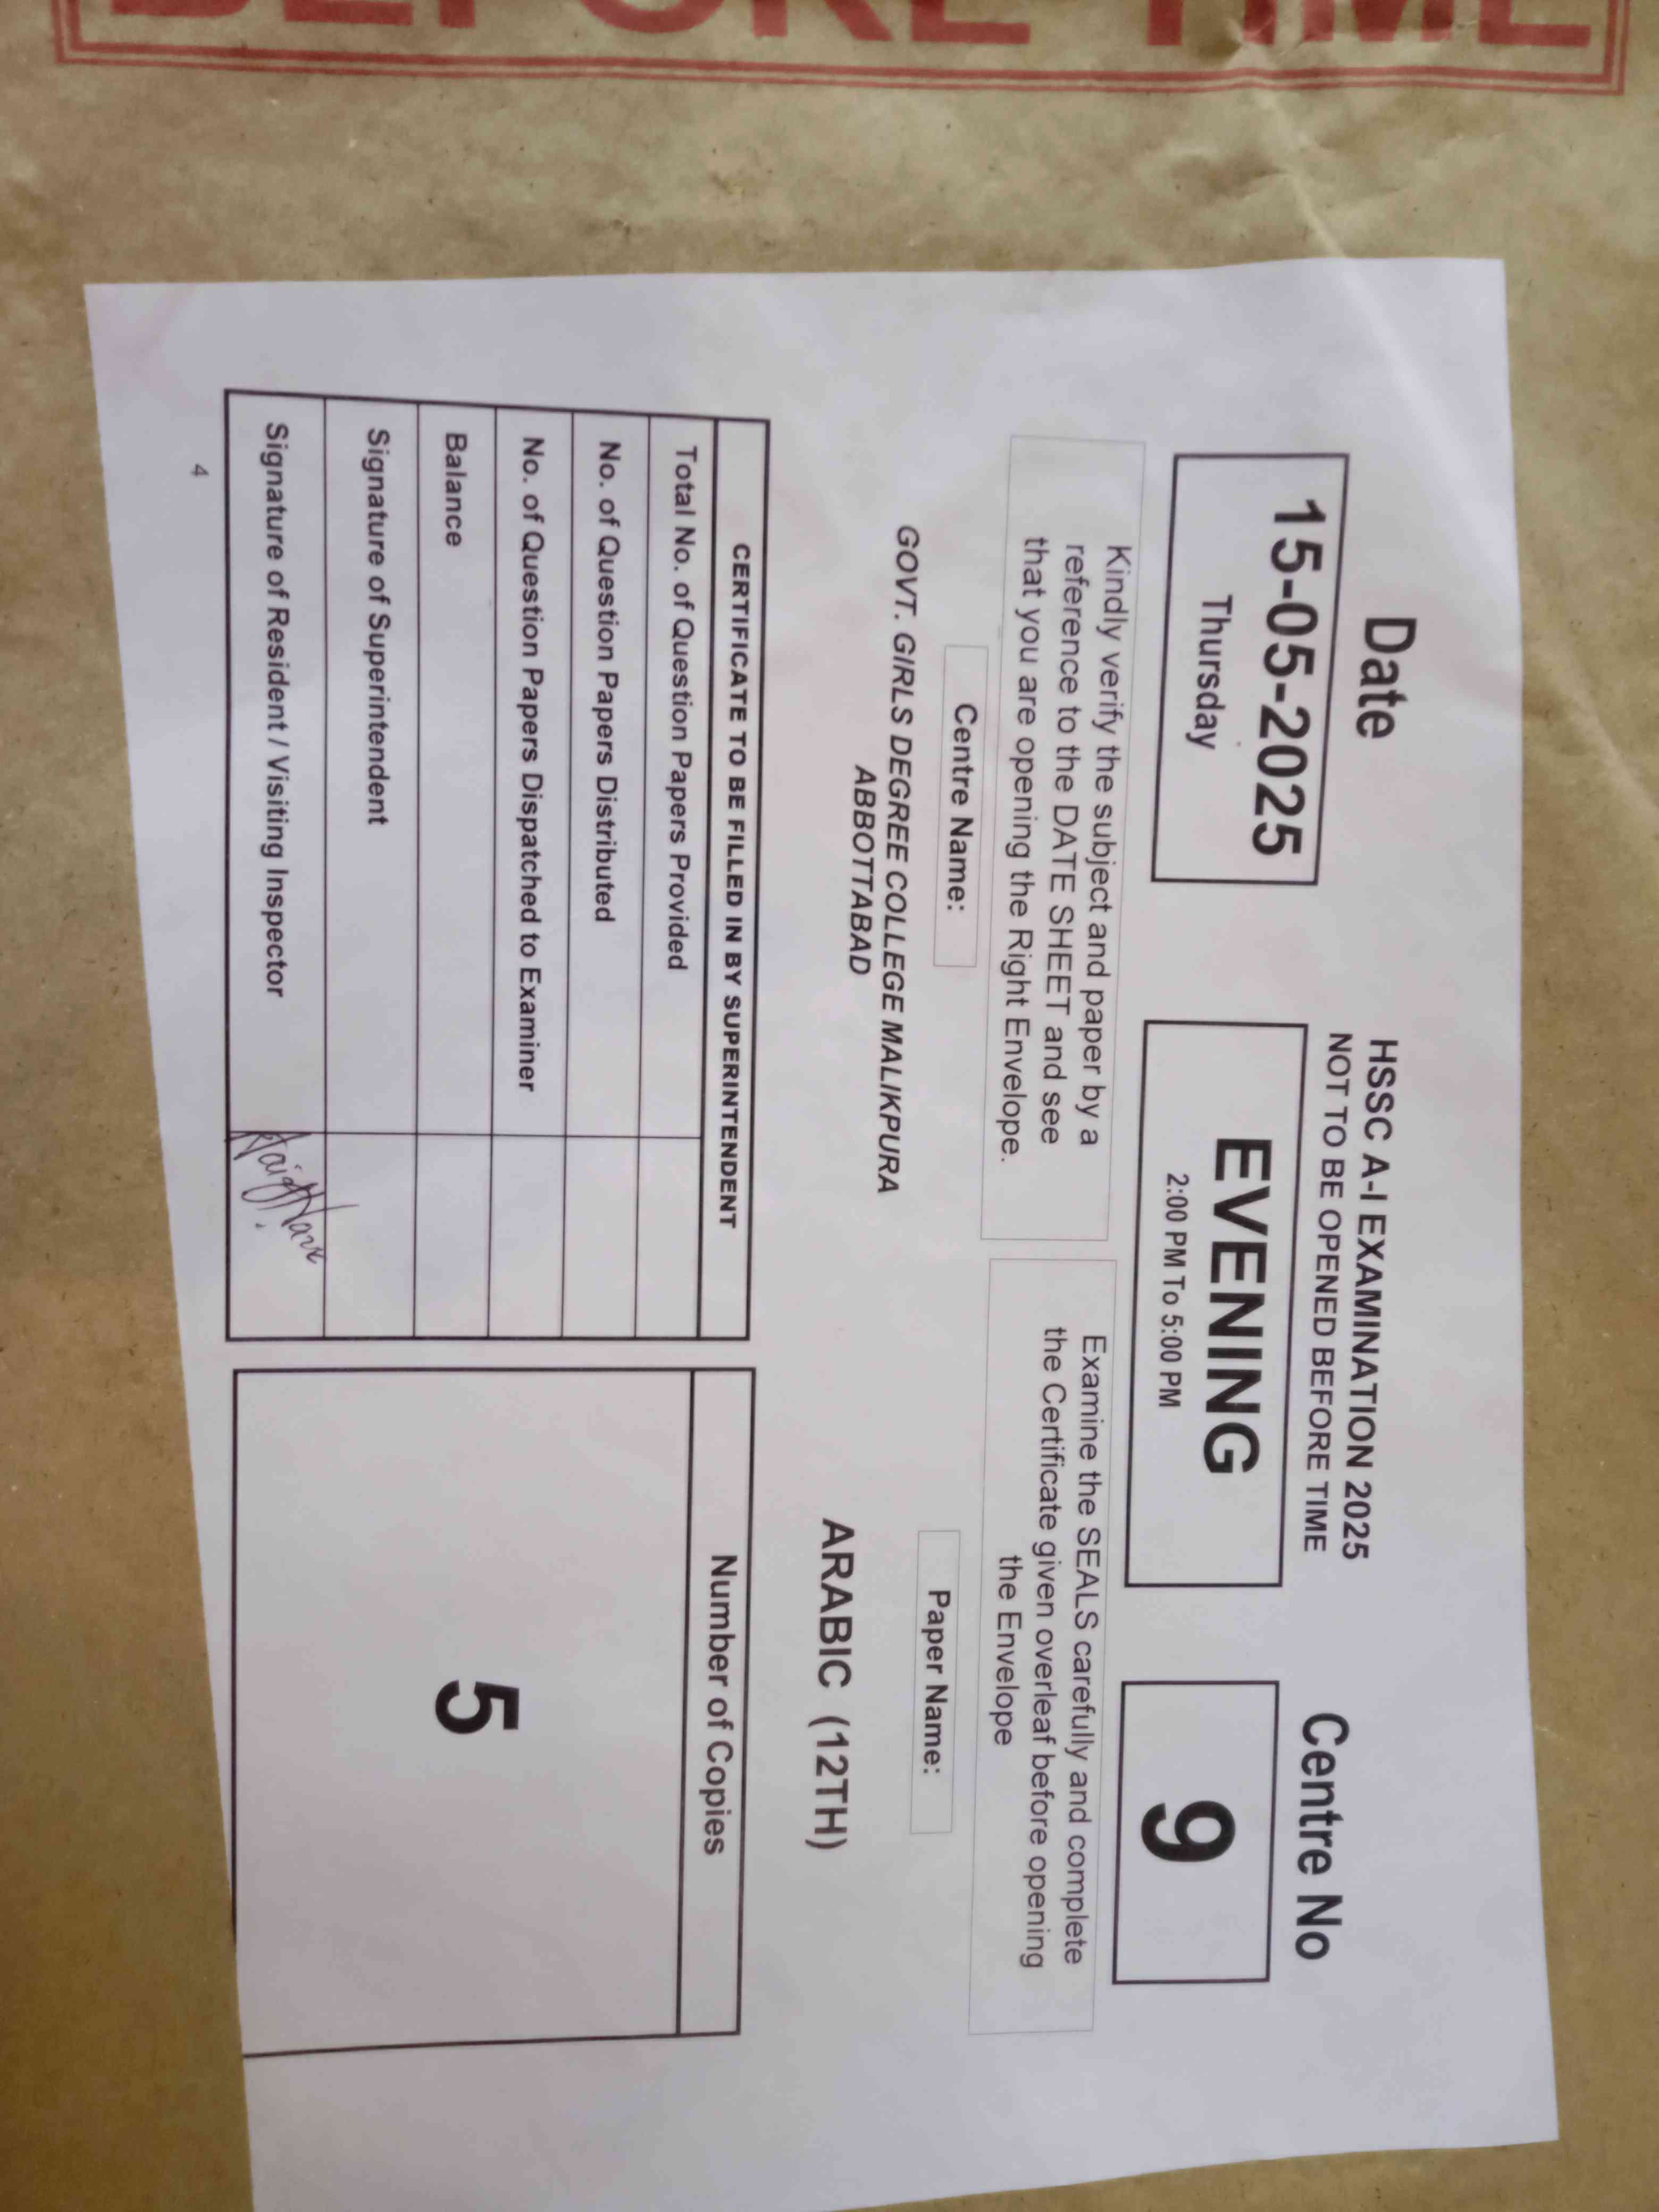 BEFORE TIME
Date
15-05-2025
Thursday
HSSC A-I EXAMINATION 2025
NOT TO BE OPENED BEFORE TIME
EVENING
2:00 PM To 5:00 PM
Centre No
9
Kindly verify the subject and paper by a
reference to the DATE SHEET and see
that you are opening the Right Envelope.
Examine the SEALS carefully and complete
the Certificate given overleaf before opening
the Envelope
Centre Name:
GOVT. GIRLS DEGREE COLLEGE MALIKPURA
ABBOTTABAD
Paper Name:
ARABIC (12TH)
CERTIFICATE TO BE FILLED IN BY SUPERINTENDENT
Total No. of Question Papers Provided
No. of Question Papers Distributed
No. of Question Papers Dispatched to Examiner
Balance
Signature of Superintendent
Signature of Resident / Visiting Inspector
Number of Copies
5
4